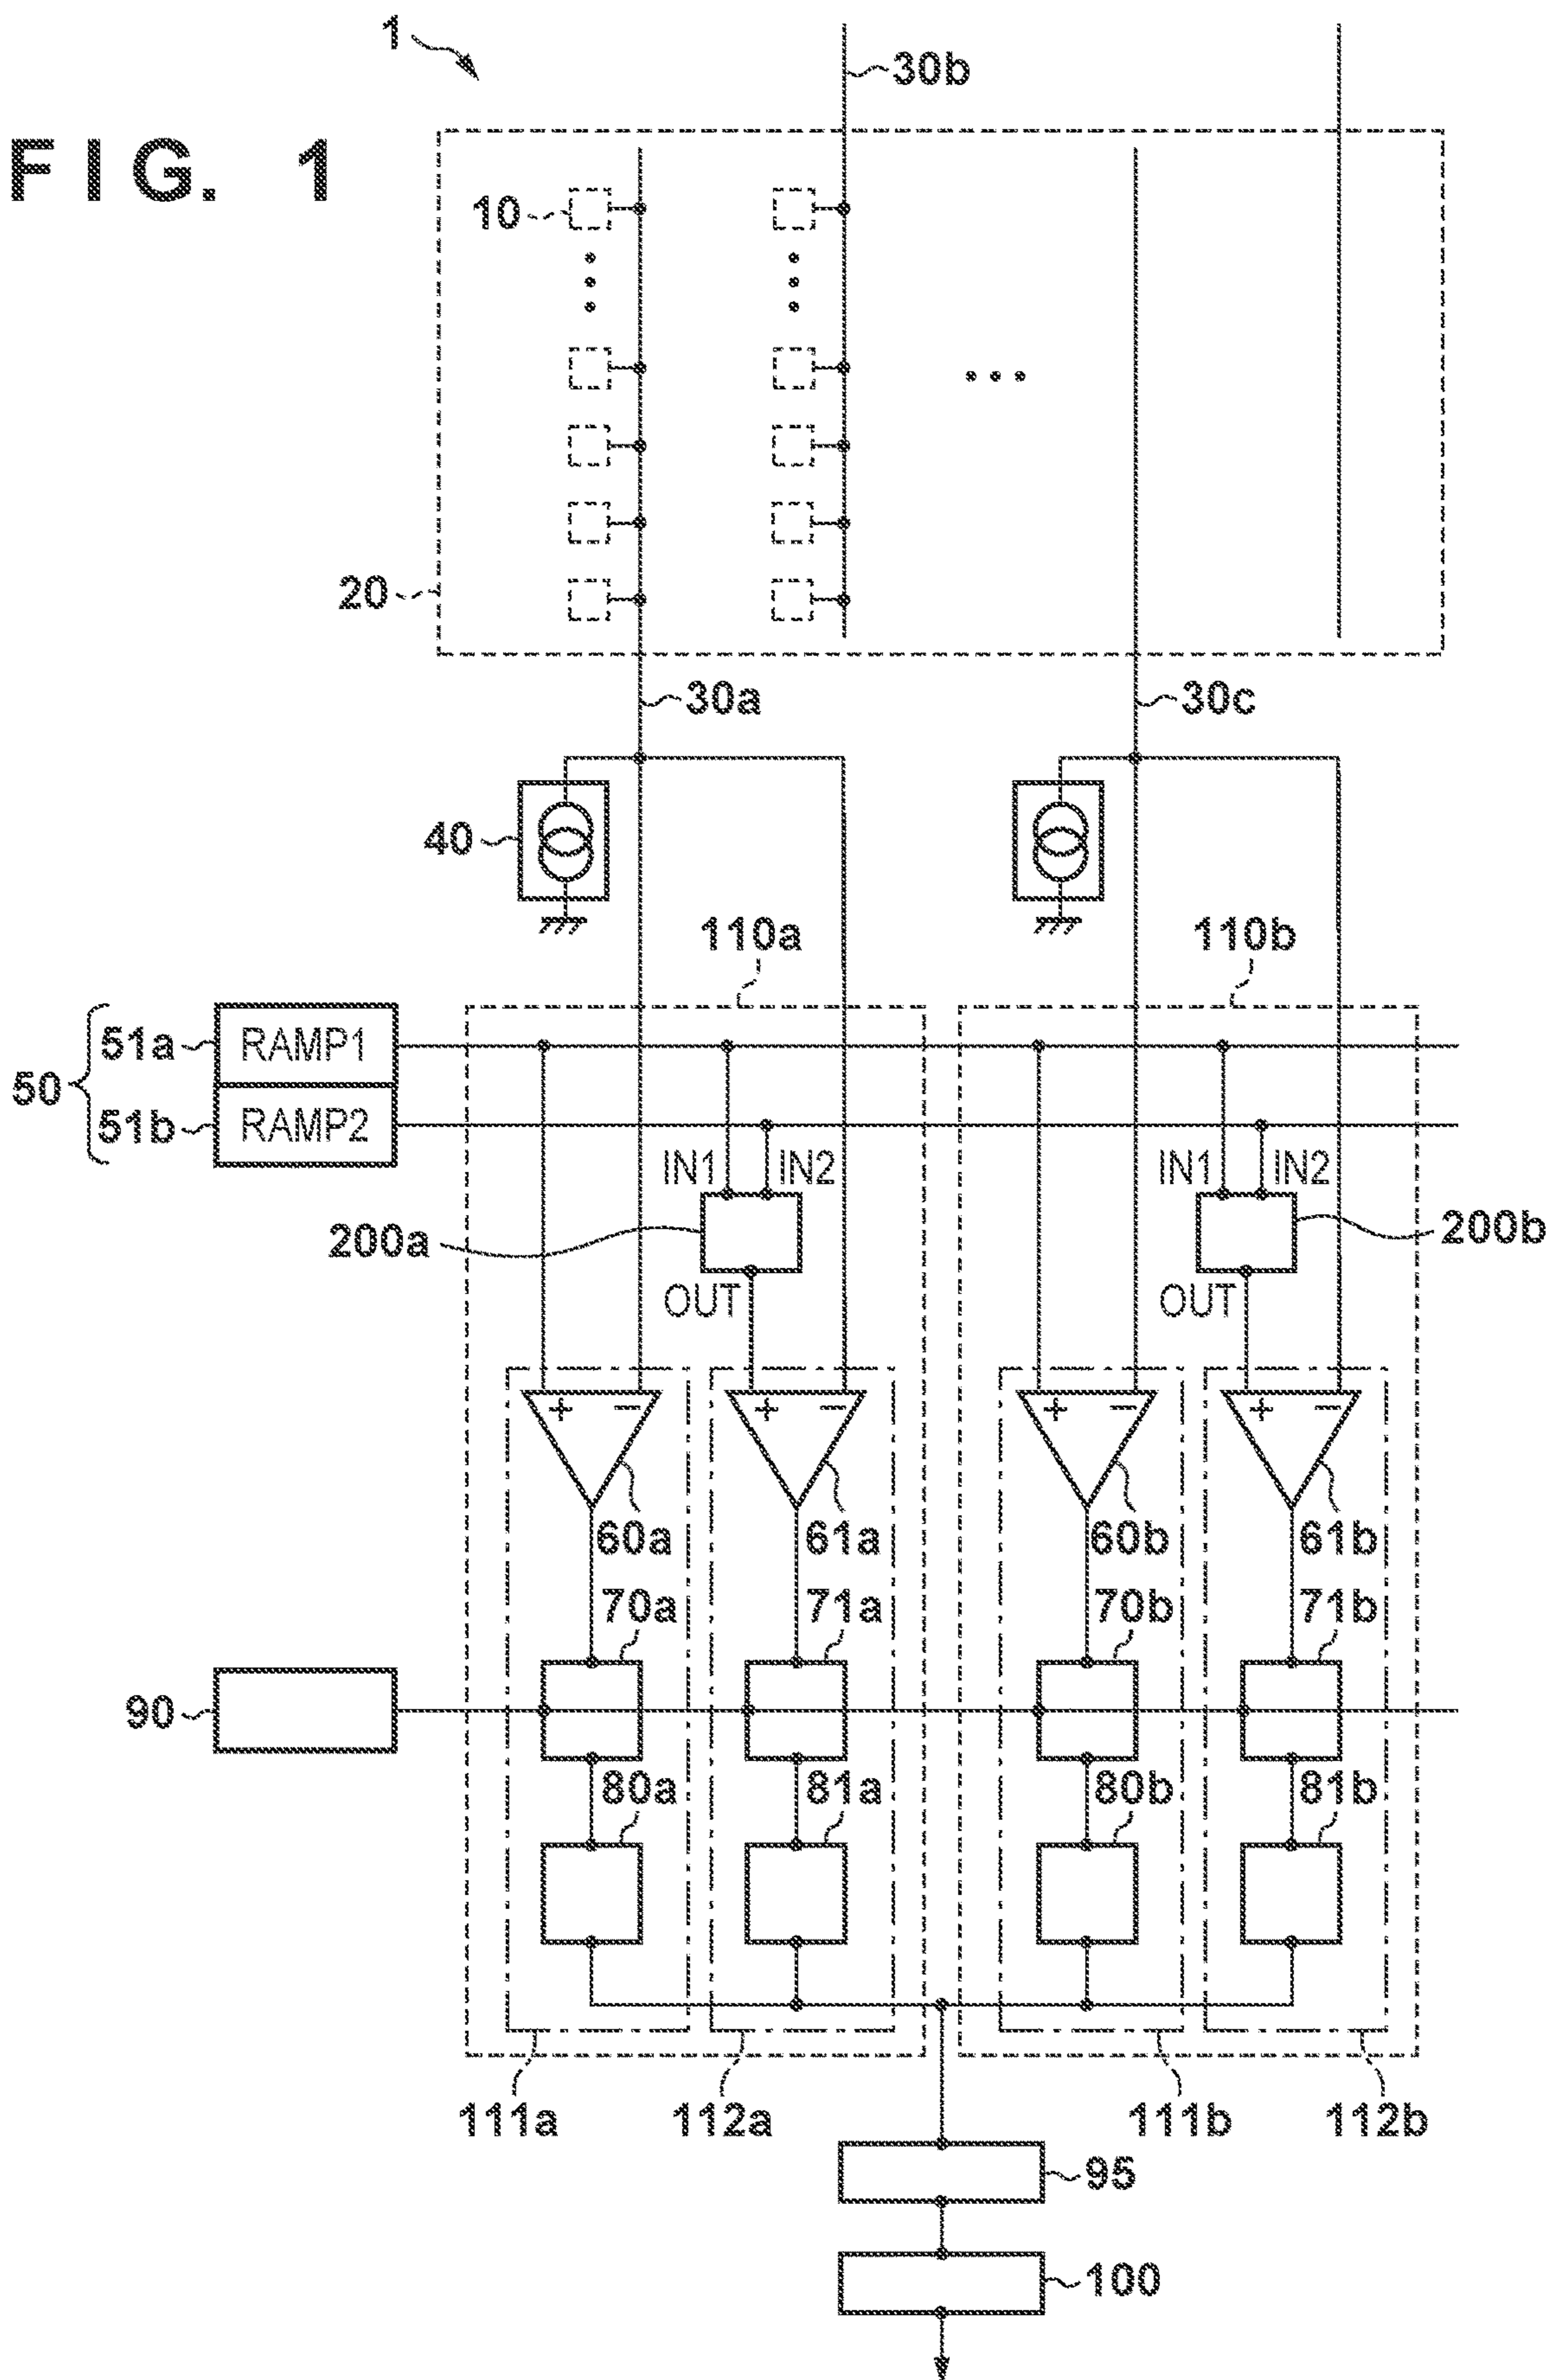 1
30b
FIG. 1
10
20
30a
30c
40
110a
110b
50
51a
RAMP1
51b
RAMP2
IN1
IN2
IN1
IN2
200a
200b
OUT
OUT
+
−
+
−
+
−
+
−
60a
61a
60b
61b
70a
71a
70b
71b
90
80a
81a
80b
81b
111a
112a
111b
112b
95
100